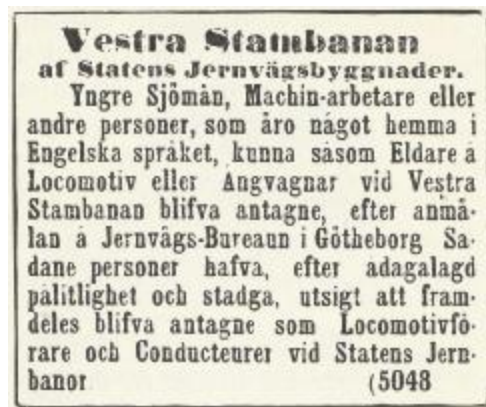 Vestra Stambanan
af Statens Jernvägsbyggnader.
Yngre Sjömän, Machin-arbetare eller
andre personer, som äro något hemma i
Engelska språket, kunna såsom Eldare å
Locomotiv eller Ångvagnar vid Vestra
Stambanan blifva antagne, efter anmä-
lan å Jernvägs-Bureaun i Götheborg Så-
dane personer hafva, efter ådagalagd
pålitlighet och stadga, utsigt att fram-
deles blifva antagne som Locomotivfö-
rare och Conducteurer vid Statens Jern-
banor (5048